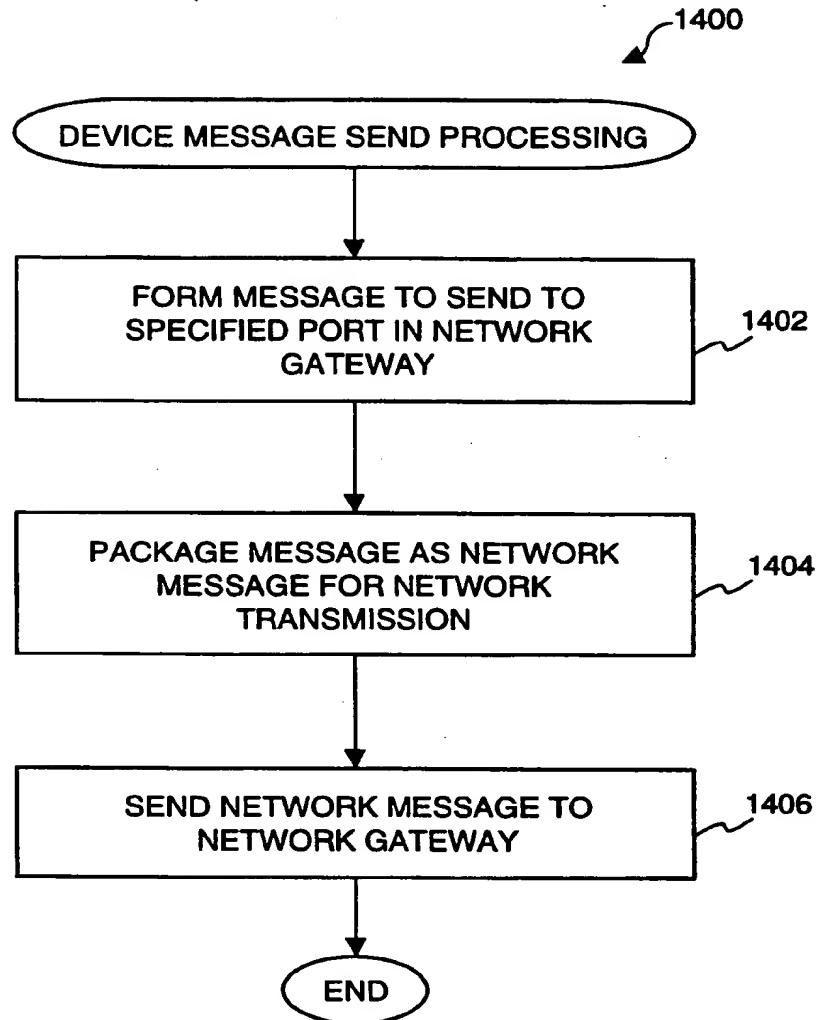 1400
DEVICE MESSAGE SEND PROCESSING
FORM MESSAGE TO SEND TO
SPECIFIED PORT IN NETWORK
GATEWAY
1402
PACKAGE MESSAGE AS NETWORK
MESSAGE FOR NETWORK
TRANSMISSION
1404
SEND NETWORK MESSAGE TO
NETWORK GATEWAY
1406
END